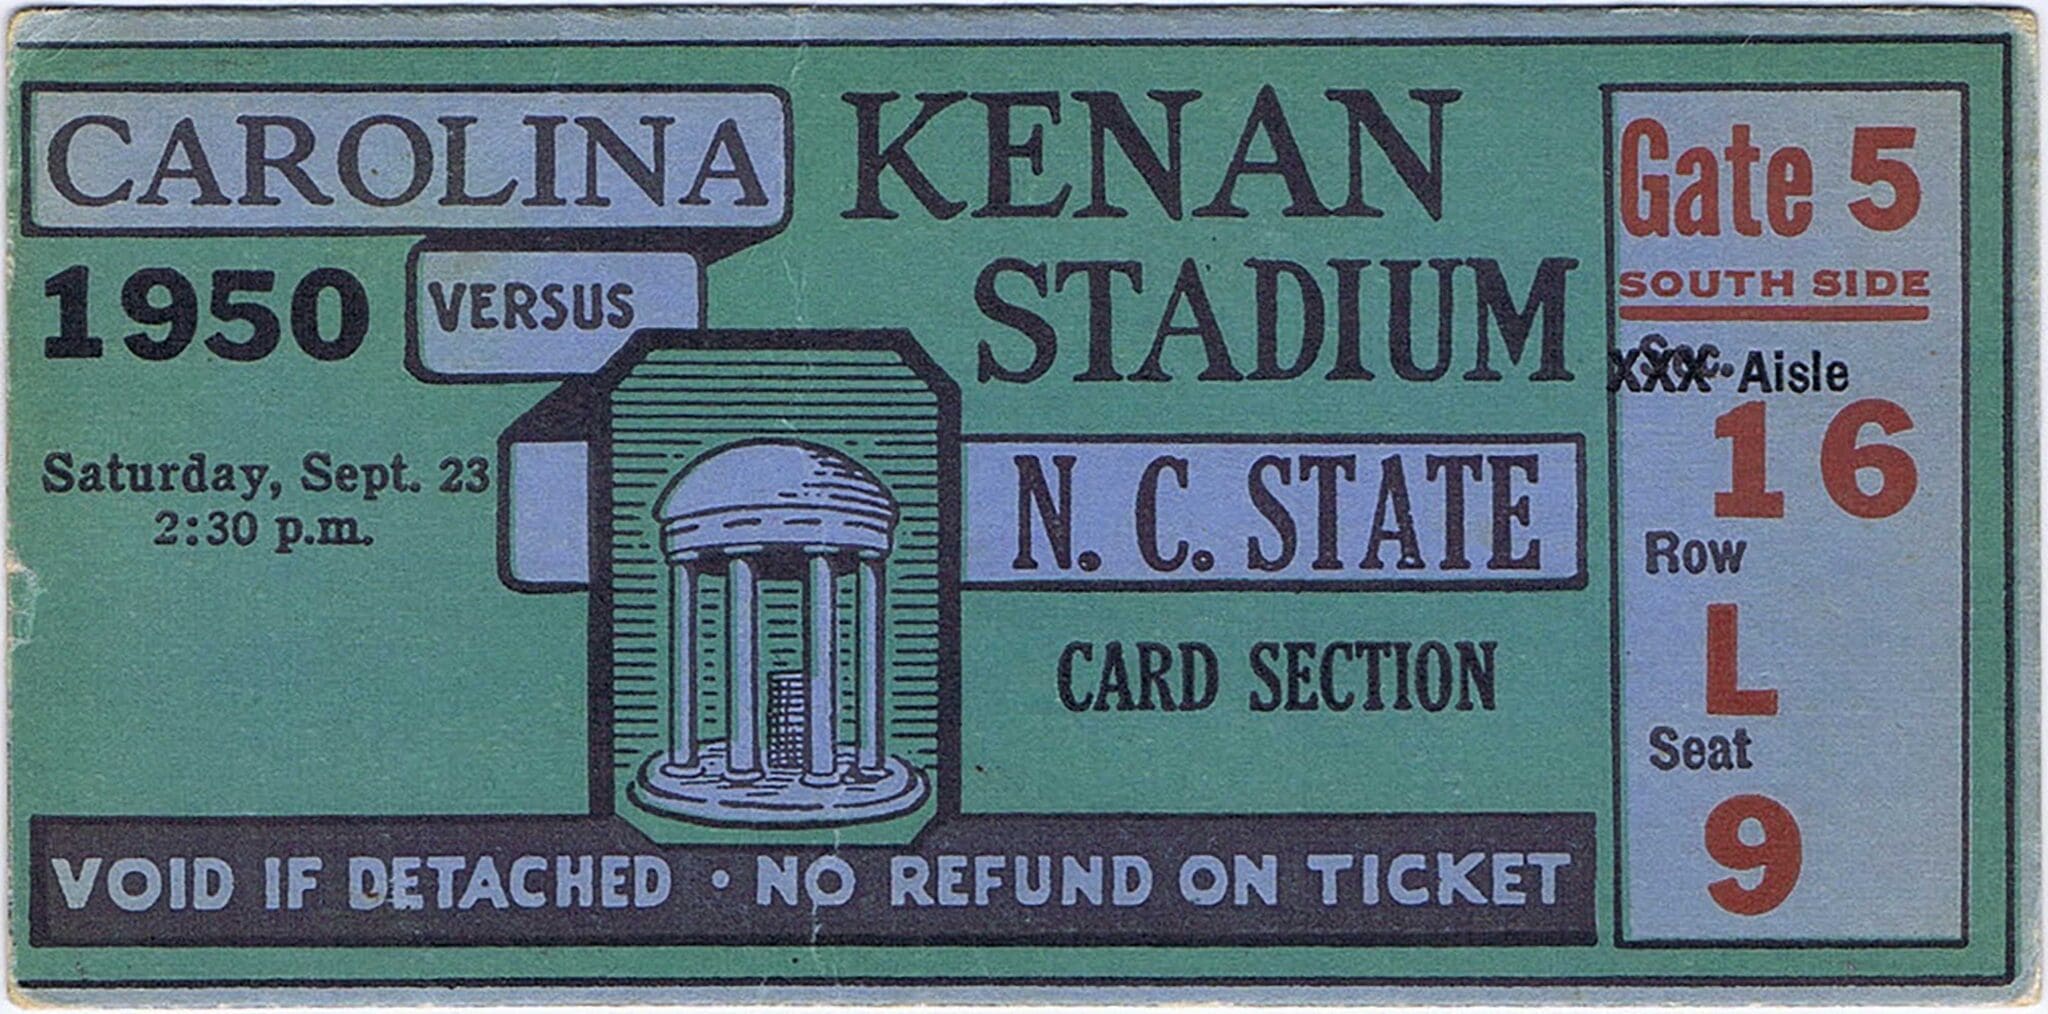 CAROLINA
KENAN
STADIUM
1950
VERSUS
Saturday, Sept. 23
2:30 p.m.
N. C. STATE
CARD SECTION
VOID IF DETACHED • NO REFUND ON TICKET
Gate 5
SOUTH SIDE
Sec.
XXX-Aisle
16
Row
L
Seat
9